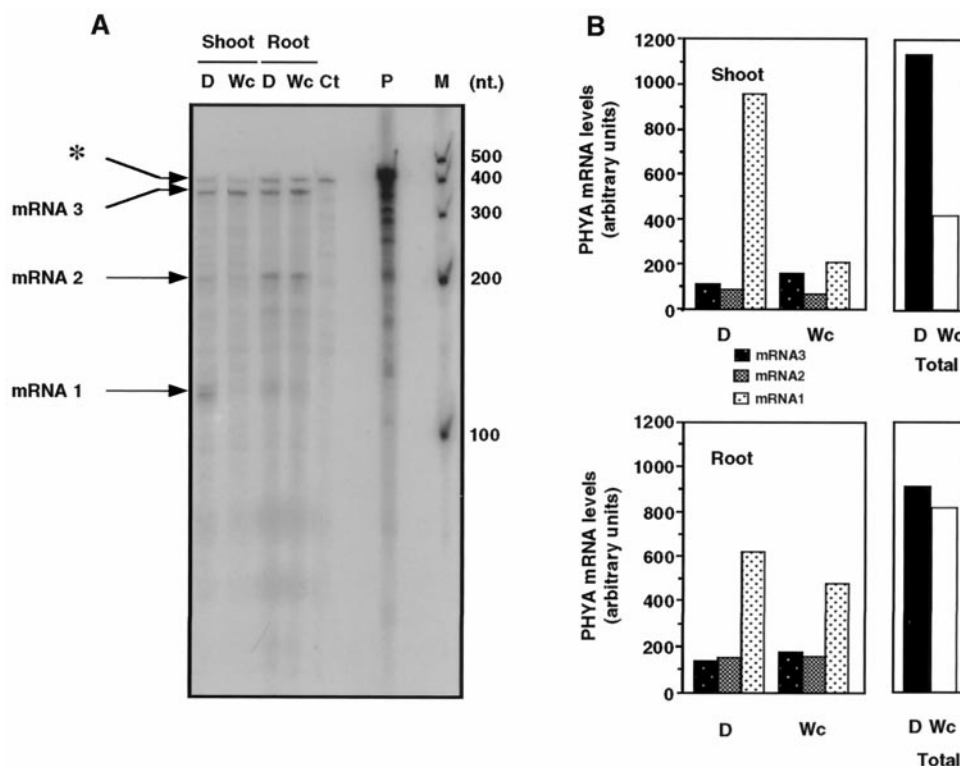 A
Shoot Root
D Wc D Wc Ct P M (nt.)
*
mRNA 3
mRNA 2
mRNA 1
500
400
300
200
100
B
PHYA mRNA levels
(arbitrary units)
1200
1000
800
600
400
200
0
Shoot
D Wc
D Wc
Total
mRNA3
mRNA2
mRNA1
PHYA mRNA levels
(arbitrary units)
1200
1000
800
600
400
200
0
Root
D Wc
D Wc
Total